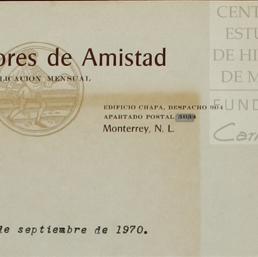 ores de Amistad
LICACION MENSUAL
EDIFICIO CHAPA, DESPACHO 904
APARTADO POSTAL
Monterrey, N. L.
de septiembre de 1970.
CENT
ESTU
DE HI
DE M
FUND